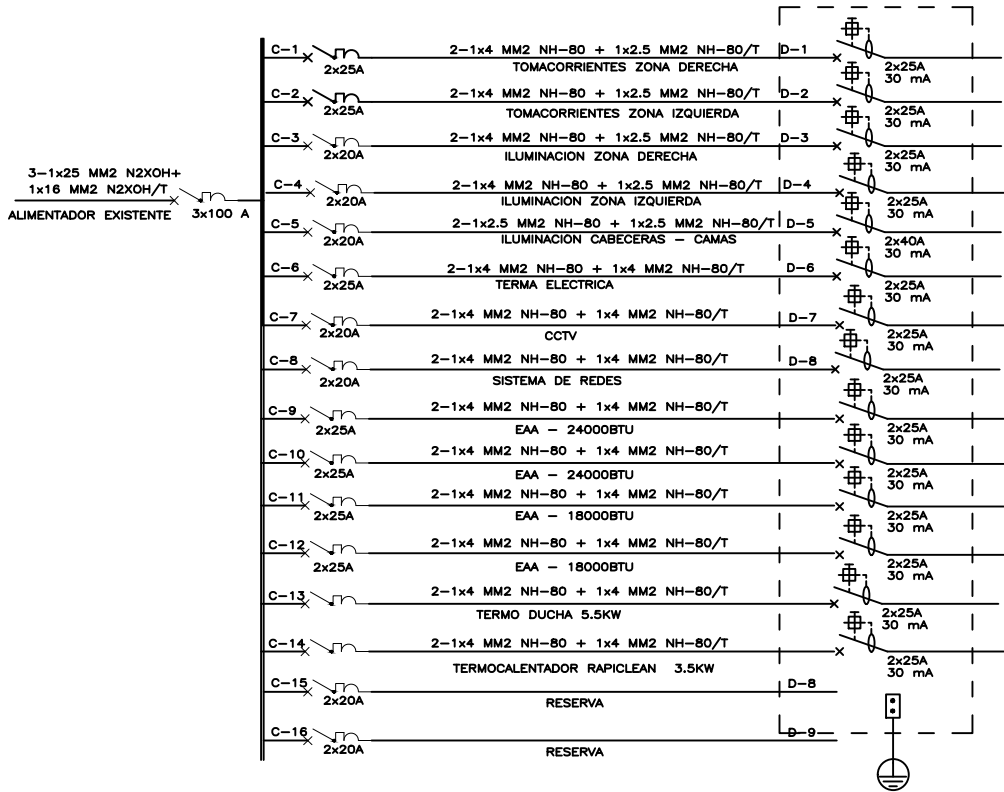 3-1x25 MM2 N2XOH+
1x16 MM2 N2XOH/T
ALIMENTADOR EXISTENTE
3x100 A
C-1
2x25A
2-1x4 MM2 NH-80 + 1x2.5 MM2 NH-80/T
TOMACORRIENTES ZONA DERECHA
D-1
2x25A
30 mA
C-2
2x25A
2-1x4 MM2 NH-80 + 1x2.5 MM2 NH-80/T
TOMACORRIENTES ZONA IZQUIERDA
D-2
2x25A
30 mA
C-3
2x20A
2-1x4 MM2 NH-80 + 1x2.5 MM2 NH-80/T
ILUMINACION ZONA DERECHA
D-3
2x25A
30 mA
C-4
2x20A
2-1x4 MM2 NH-80 + 1x2.5 MM2 NH-80/T
ILUMINACION ZONA IZQUIERDA
D-4
2x25A
30 mA
C-5
2x20A
2-1x2.5 MM2 NH-80 + 1x2.5 MM2 NH-80/T
ILUMINACION CABECERAS - CAMAS
D-5
2x40A
30 mA
C-6
2x25A
2-1x4 MM2 NH-80 + 1x4 MM2 NH-80/T
TERMA ELECTRICA
D-6
2x25A
30 mA
C-7
2x20A
2-1x4 MM2 NH-80 + 1x4 MM2 NH-80/T
CCTV
D-7
2x25A
30 mA
C-8
2x20A
2-1x4 MM2 NH-80 + 1x4 MM2 NH-80/T
SISTEMA DE REDES
D-8
2x25A
30 mA
C-9
2x25A
2-1x4 MM2 NH-80 + 1x4 MM2 NH-80/T
EAA - 24000BTU
2x25A
30 mA
C-10
2x25A
2-1x4 MM2 NH-80 + 1x4 MM2 NH-80/T
EAA - 24000BTU
2x25A
30 mA
C-11
2x25A
2-1x4 MM2 NH-80 + 1x4 MM2 NH-80/T
EAA - 18000BTU
2x25A
30 mA
C-12
2x25A
2-1x4 MM2 NH-80 + 1x4 MM2 NH-80/T
EAA - 18000BTU
2x25A
30 mA
C-13
2-1x4 MM2 NH-80 + 1x4 MM2 NH-80/T
TERMO DUCHA 5.5KW
2x25A
30 mA
C-14
2-1x4 MM2 NH-80 + 1x4 MM2 NH-80/T
TERMOCALENTADOR RAPICLEAN 3.5KW
2x25A
30 mA
C-15
2x20A
RESERVA
D-8
C-16
2x20A
RESERVA
D-9